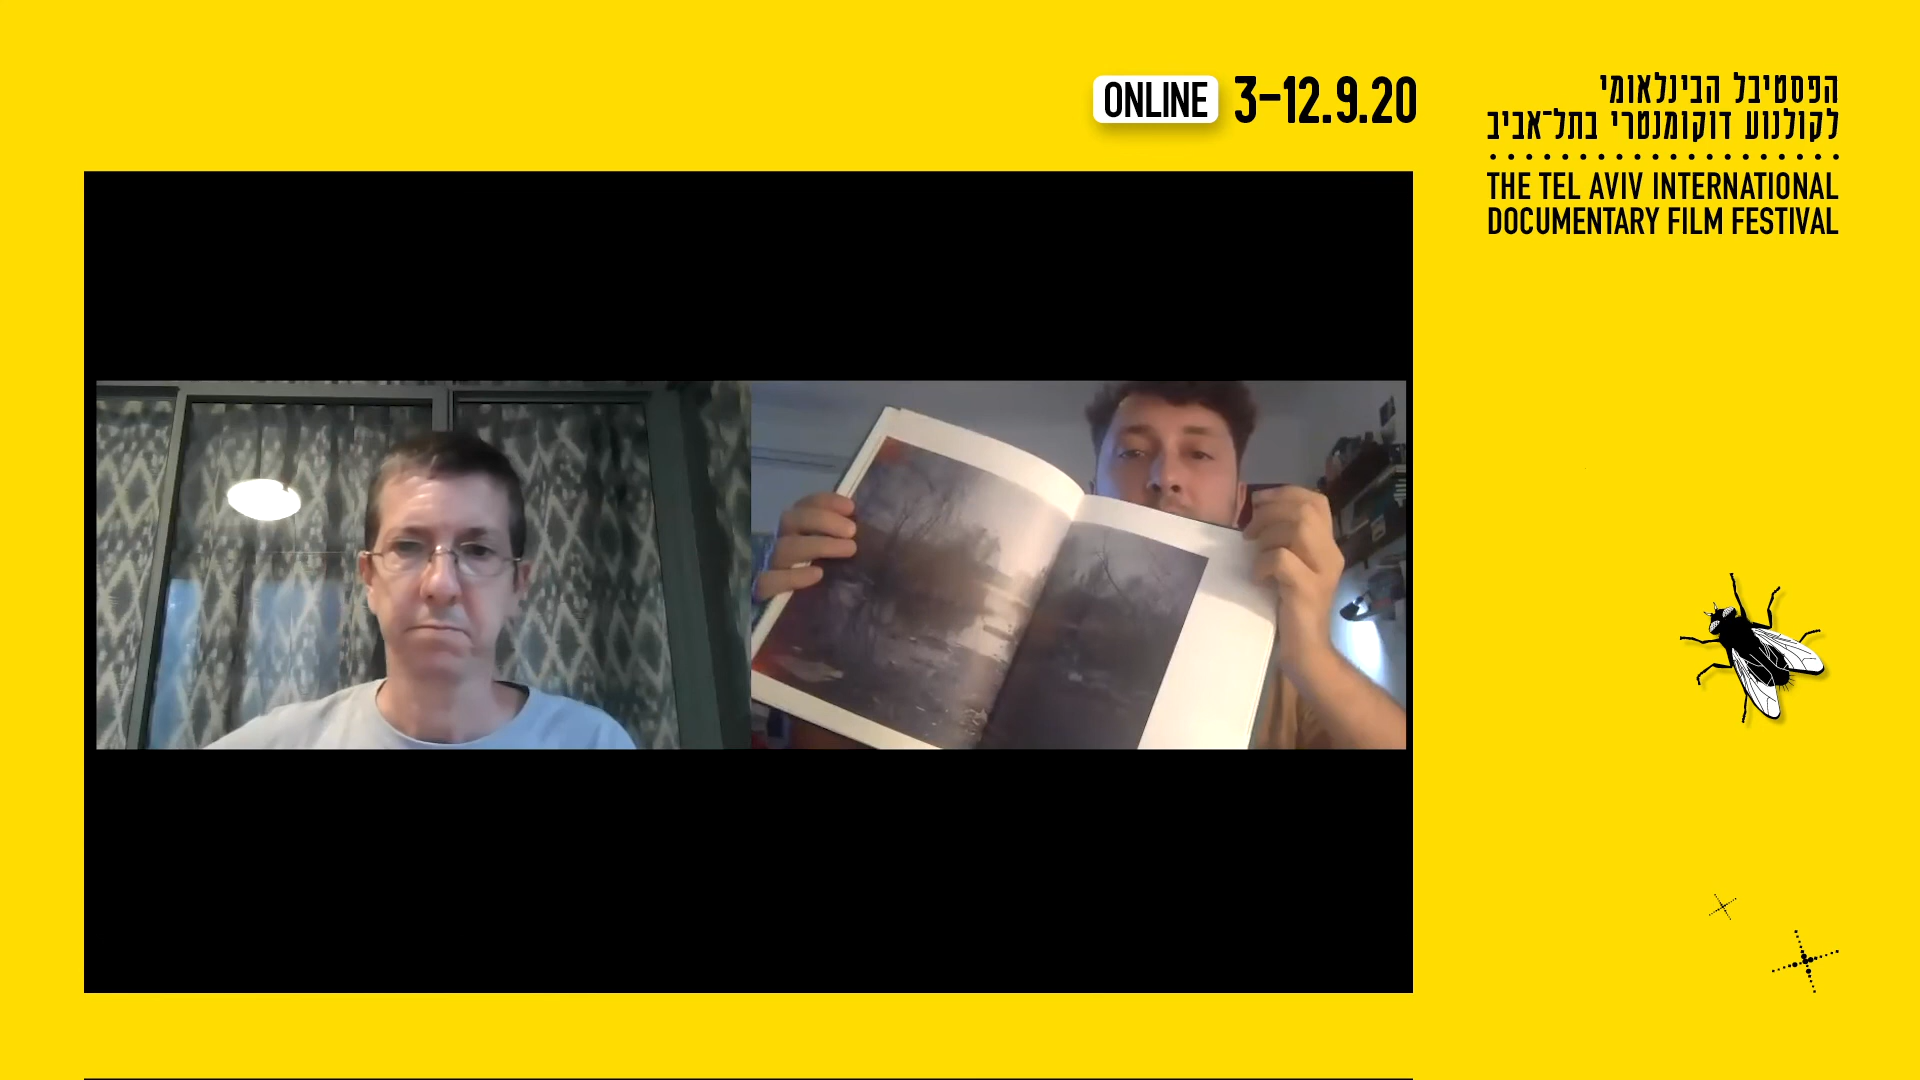 ONLINE 3-12.9.20
הפסטיבל הבינלאומי
לקולנוע דוקומנטרי בתל־אביב
THE TEL AVIV INTERNATIONAL
DOCUMENTARY FILM FESTIVAL